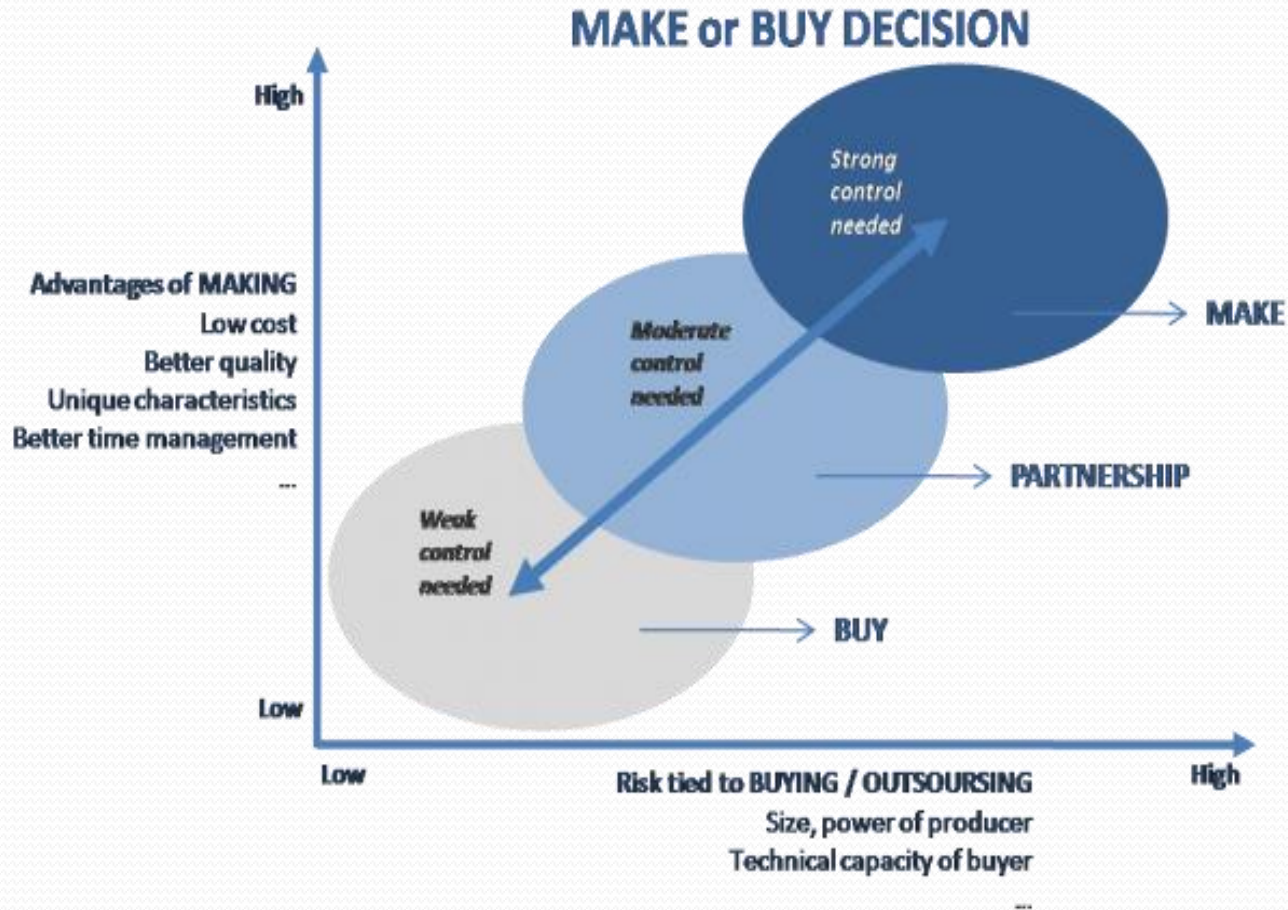 MAKE or BUY DECISION
High
Strong
control
needed
Advantages of MAKING
Low cost
Better quality
Unique characteristics
Better time management
...
MAKE
Moderate
control
needed
PARTNERSHIP
Weak
control
needed
BUY
Low
Low
High
Risk tied to BUYING / OUTSOURSING
Size, power of producer
Technical capacity of buyer
...